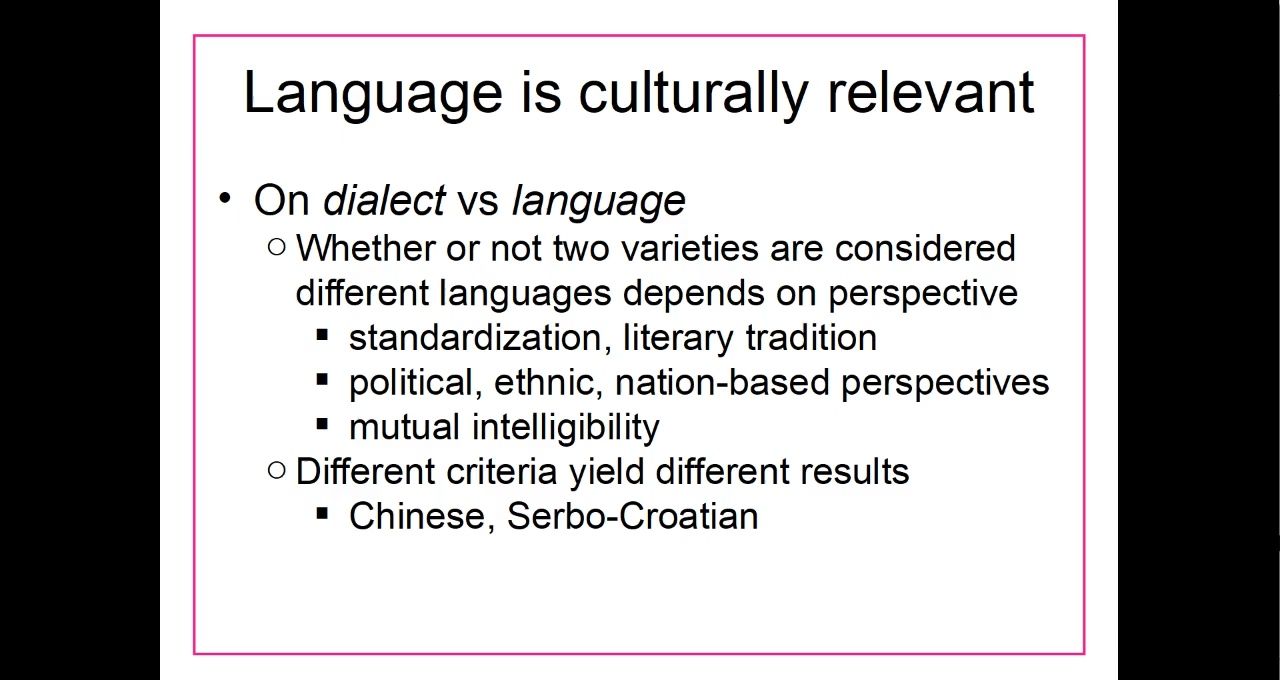 Language is culturally relevant
• On dialect vs language
○ Whether or not two varieties are considered
different languages depends on perspective
▪ standardization, literary tradition
▪ political, ethnic, nation-based perspectives
▪ mutual intelligibility
○ Different criteria yield different results
▪ Chinese, Serbo-Croatian